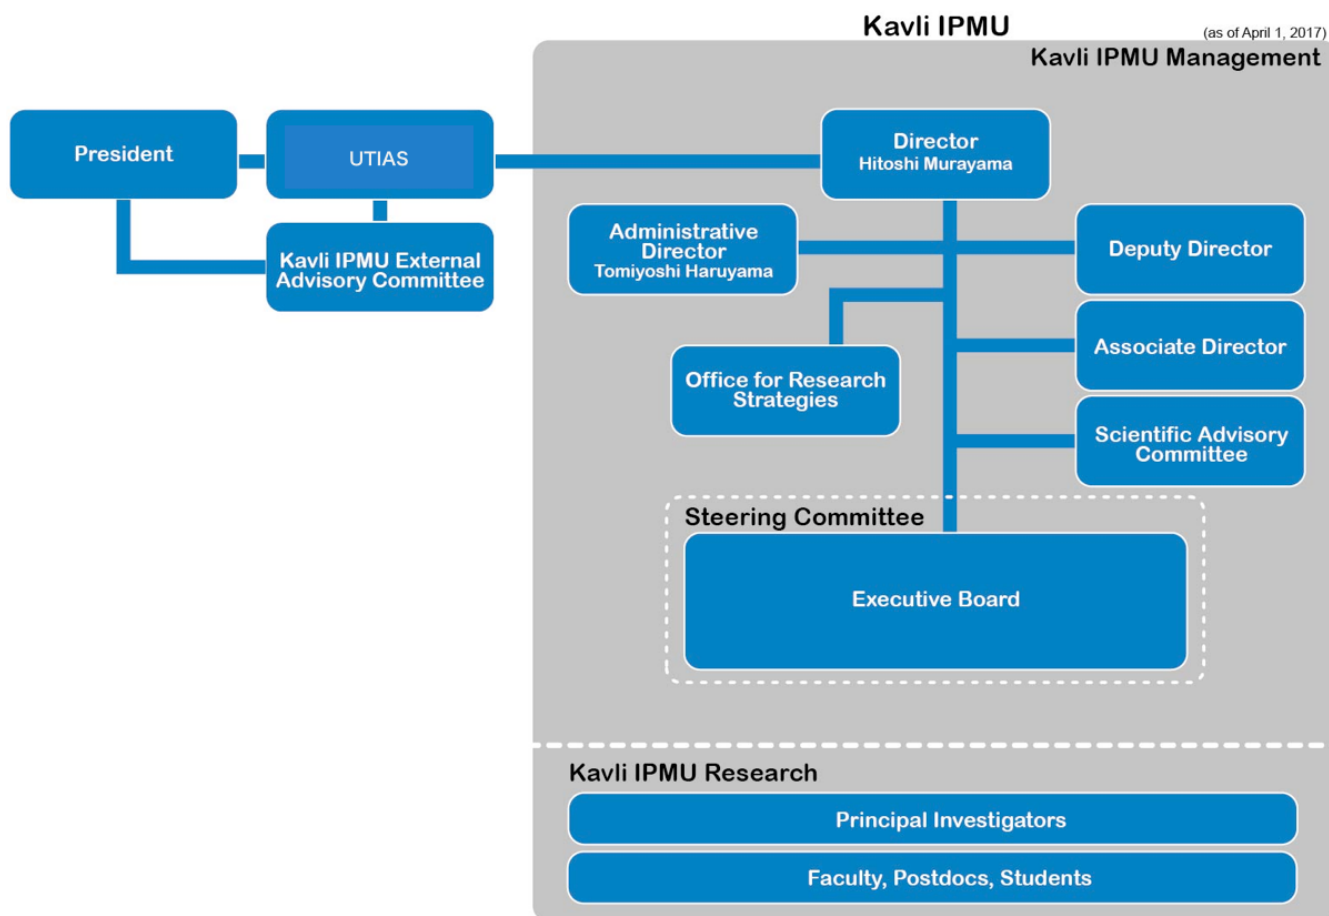 Kavli IPMU
(as of April 1, 2017)
Kavli IPMU Management
President
UTIAS
Director
Hitoshi Murayama
Kavli IPMU External
Advisory Committee
Administrative
Director
Tomiyoshi Haruyama
Deputy Director
Office for Research
Strategies
Associate Director
Scientific Advisory
Committee
Steering Committee
Executive Board
Kavli IPMU Research
Principal Investigators
Faculty, Postdocs, Students